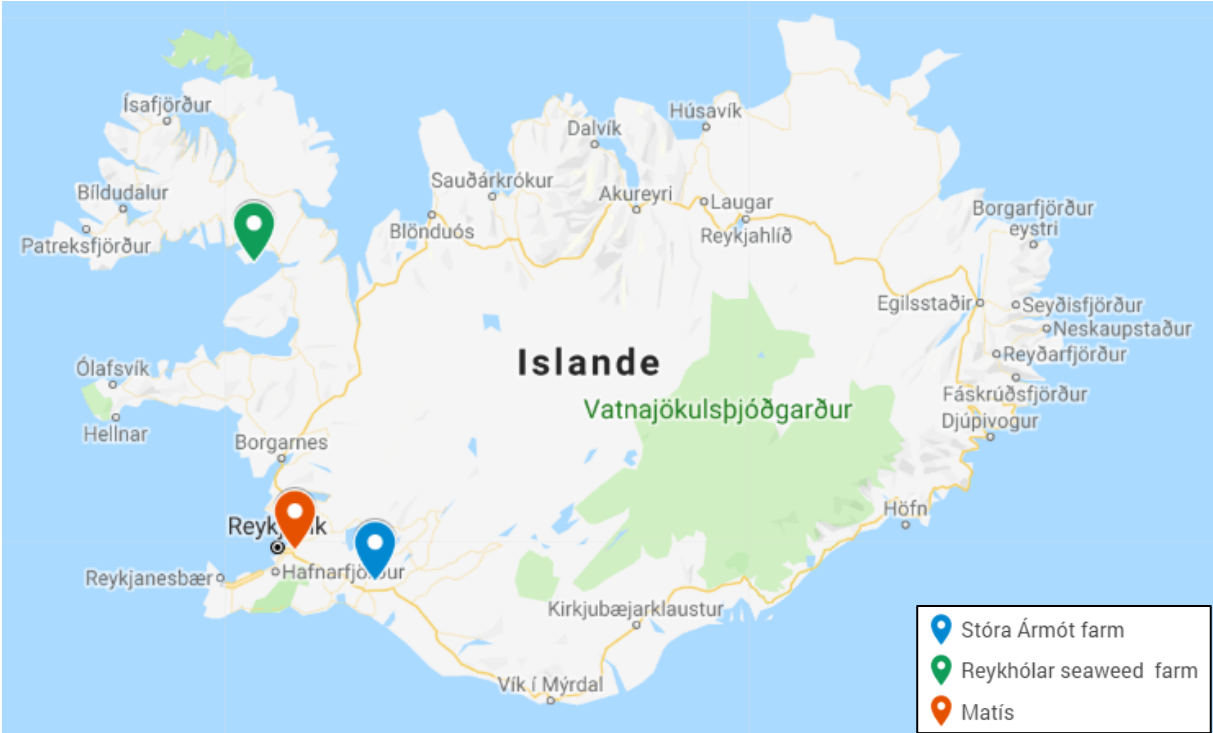 Ísafjörður
Húsavík
Dalvík
Sauðárkrókur
Bíldudalur
Akureyri
Laugar
Borgarfjörður
eystri
Patreksfjörður
Blönduós
Reykjahlíð
Egilsstaðir
Seyðisfjörður
Neskaupstaður
Islande
Reyðarfjörður
Ólafsvík
Fáskrúðsfjörður
Vatnajökulsþjóðgarður
Djúpivogur
Hellnar
Borgarnes
Höfn
Reykjanesbær
Hafnarfjörður
Kirkjubæjarklaustur
Vík í Mýrdal
Stóra Ármót farm
Reykhólar seaweed farm
Matís